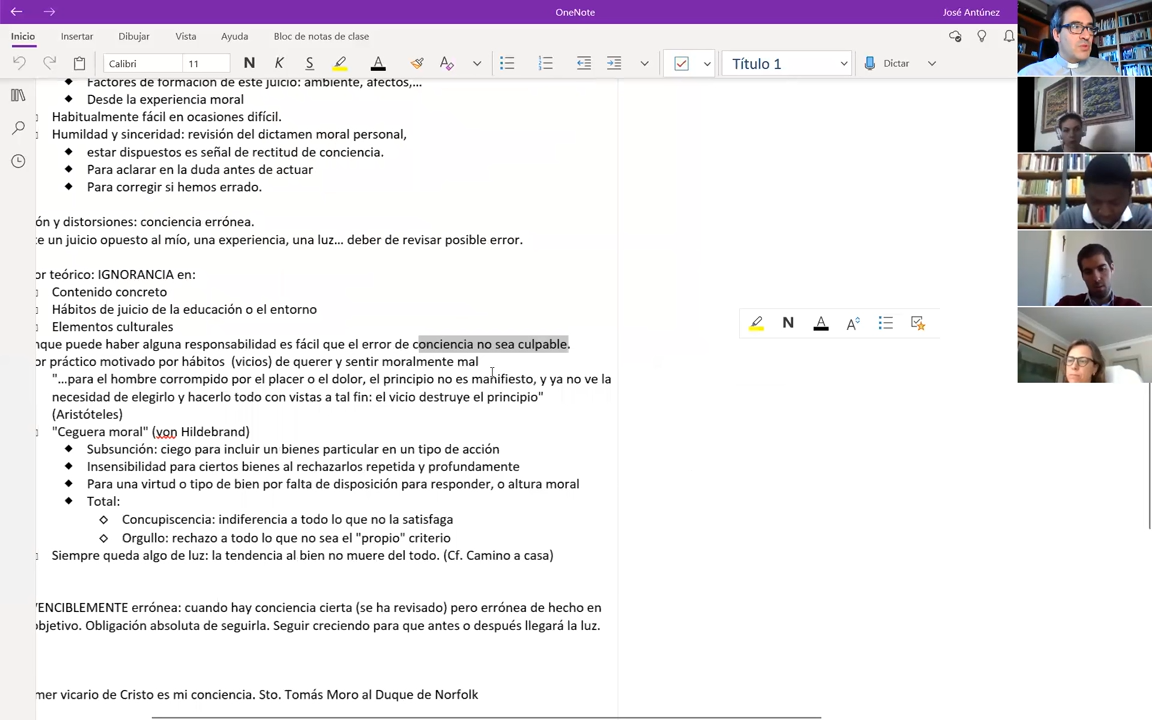 OneNote
José Antúnez
Inicio
Insertar
Dibujar
Vista
Ayuda
Bloc de notas de clase
Calibri
11
N
K
S
A
A
Título 1
Dictar
Factores de formación de este juicio: ambiente, afectos,...
Desde la experiencia moral
Habitualmente fácil en ocasiones difícil.
Humildad y sinceridad: revisión del dictamen moral personal,
estar dispuestos es señal de rectitud de conciencia.
Para aclarar en la duda antes de actuar
Para corregir si hemos errado.
ón y distorsiones: conciencia errónea.
te un juicio opuesto al mío, una experiencia, una luz... deber de revisar posible error.
or teórico: IGNORANCIA en:
Contenido concreto
Hábitos de juicio de la educación o el entorno
Elementos culturales
nque puede haber alguna responsabilidad es fácil que el error de conciencia no sea culpable.
or práctico motivado por hábitos (vicios) de querer y sentir moralmente mal
"...para el hombre corrompido por el placer o el dolor, el principio no es manifiesto, y ya no ve la
necesidad de elegirlo y hacerlo todo con vistas a tal fin: el vicio destruye el principio"
(Aristóteles)
"Ceguera moral" (von Hildebrand)
Subsunción: ciego para incluir un bienes particular en un tipo de acción
Insensibilidad para ciertos bienes al rechazarlos repetida y profundamente
Para una virtud o tipo de bien por falta de disposición para responder, o altura moral
Total:
Concupiscencia: indiferencia a todo lo que no la satisfaga
Orgullo: rechazo a todo lo que no sea el "propio" criterio
Siempre queda algo de luz: la tendencia al bien no muere del todo. (Cf. Camino a casa)
VENCIBLEMENTE errónea: cuando hay conciencia cierta (se ha revisado) pero errónea de hecho en
objetivo. Obligación absoluta de seguirla. Seguir creciendo para que antes o después llegará la luz.
mer vicario de Cristo es mi conciencia. Sto. Tomás Moro al Duque de Norfolk
N
A
A